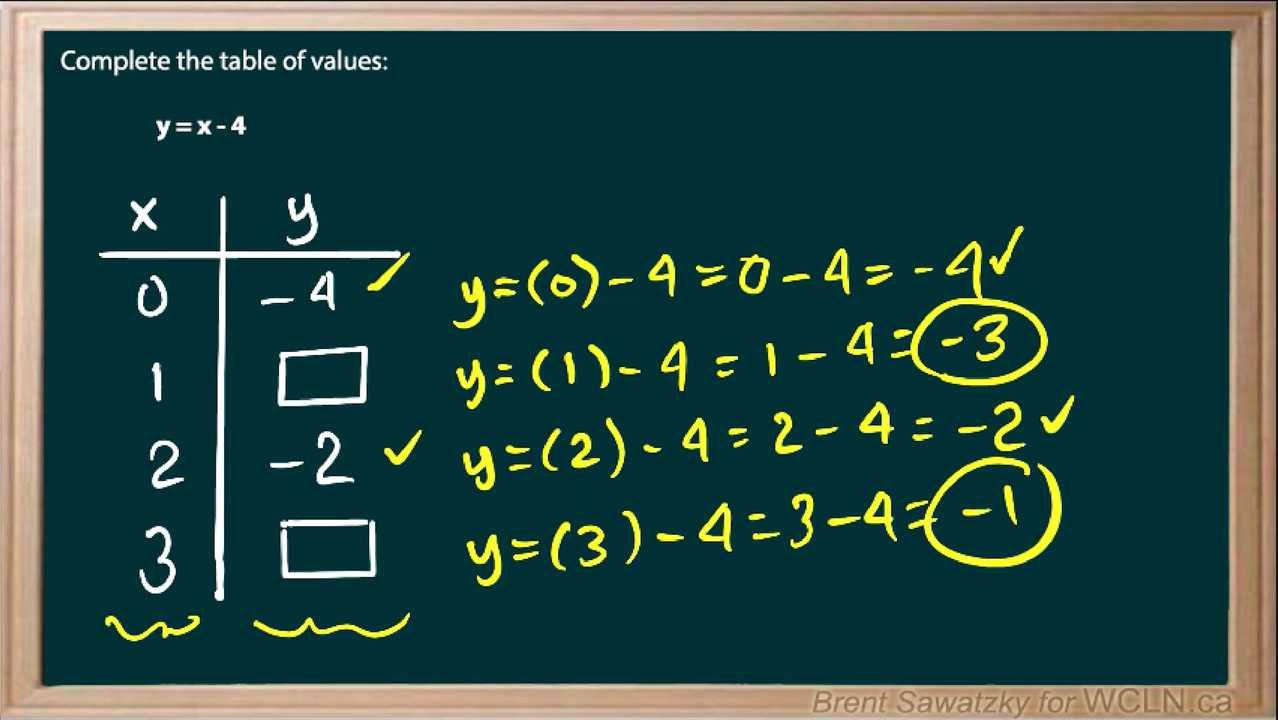 Complete the table of values:
y = x - 4
x y
0 -4 ✓ y=(0)-4=0-4=-4✓
1 y=(1)-4=1-4=-3
2 -2 ✓ y=(2)-4=2-4=-2✓
3 y=(3)-4=3-4=-1
Brent Sawatzky for WCLN.ca